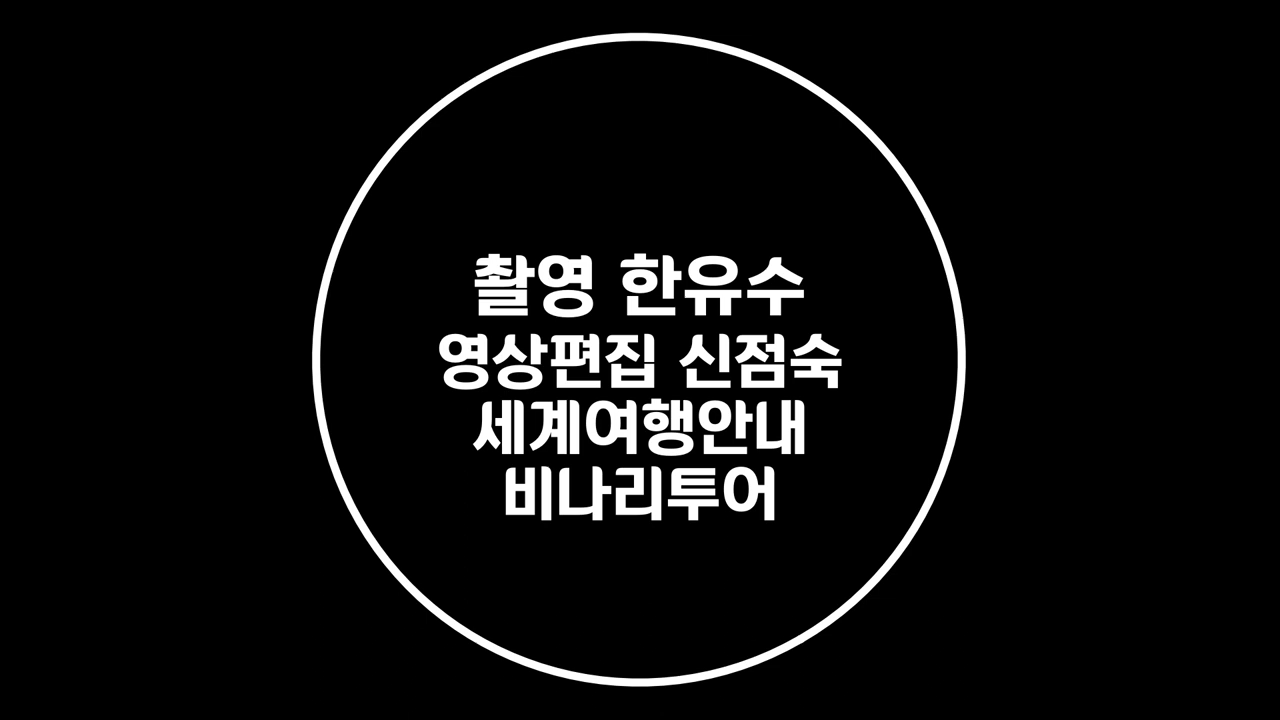 촬영 한유수
영상편집 신점숙
세계여행안내
비나리투어